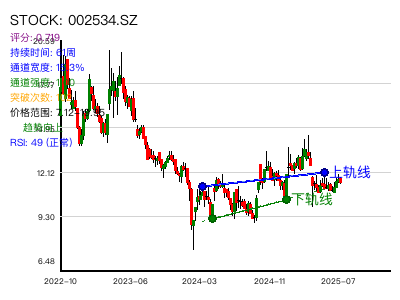 STOCK: 002534.SZ
评分: 0.719
持续时间: 61周
通道宽度:
通道强度:
突破次数:
价格范围:
趋势向上
RSI: 49 (正常)
上轨线
下轨线
12.12
9.30
6.48
2022-10
2023-06
2024-03
2024-11
2025-07